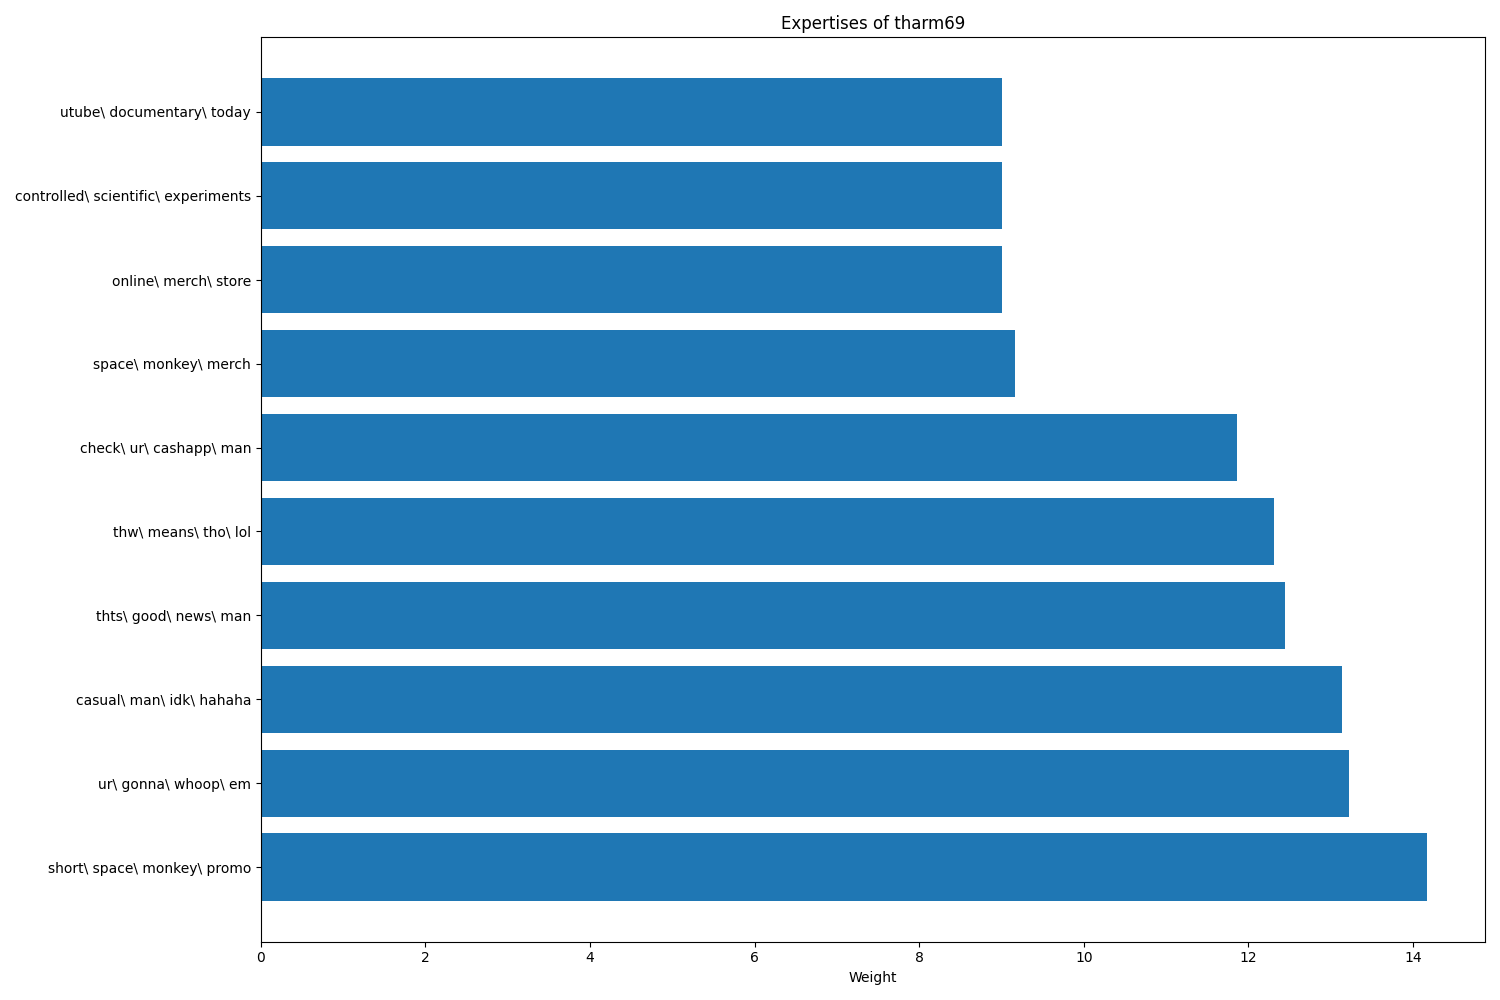 Expertises of tharm69
utube\ documentary\ today
controlled\ scientific\ experiments
online\ merch\ store
space\ monkey\ merch
check\ ur\ cashapp\ man
thw\ means\ tho\ lol
thts\ good\ news\ man
casual\ man\ idk\ hahaha
ur\ gonna\ whoop\ em
short\ space\ monkey\ promo
0 2 4 6 8 10 12 14
Weight